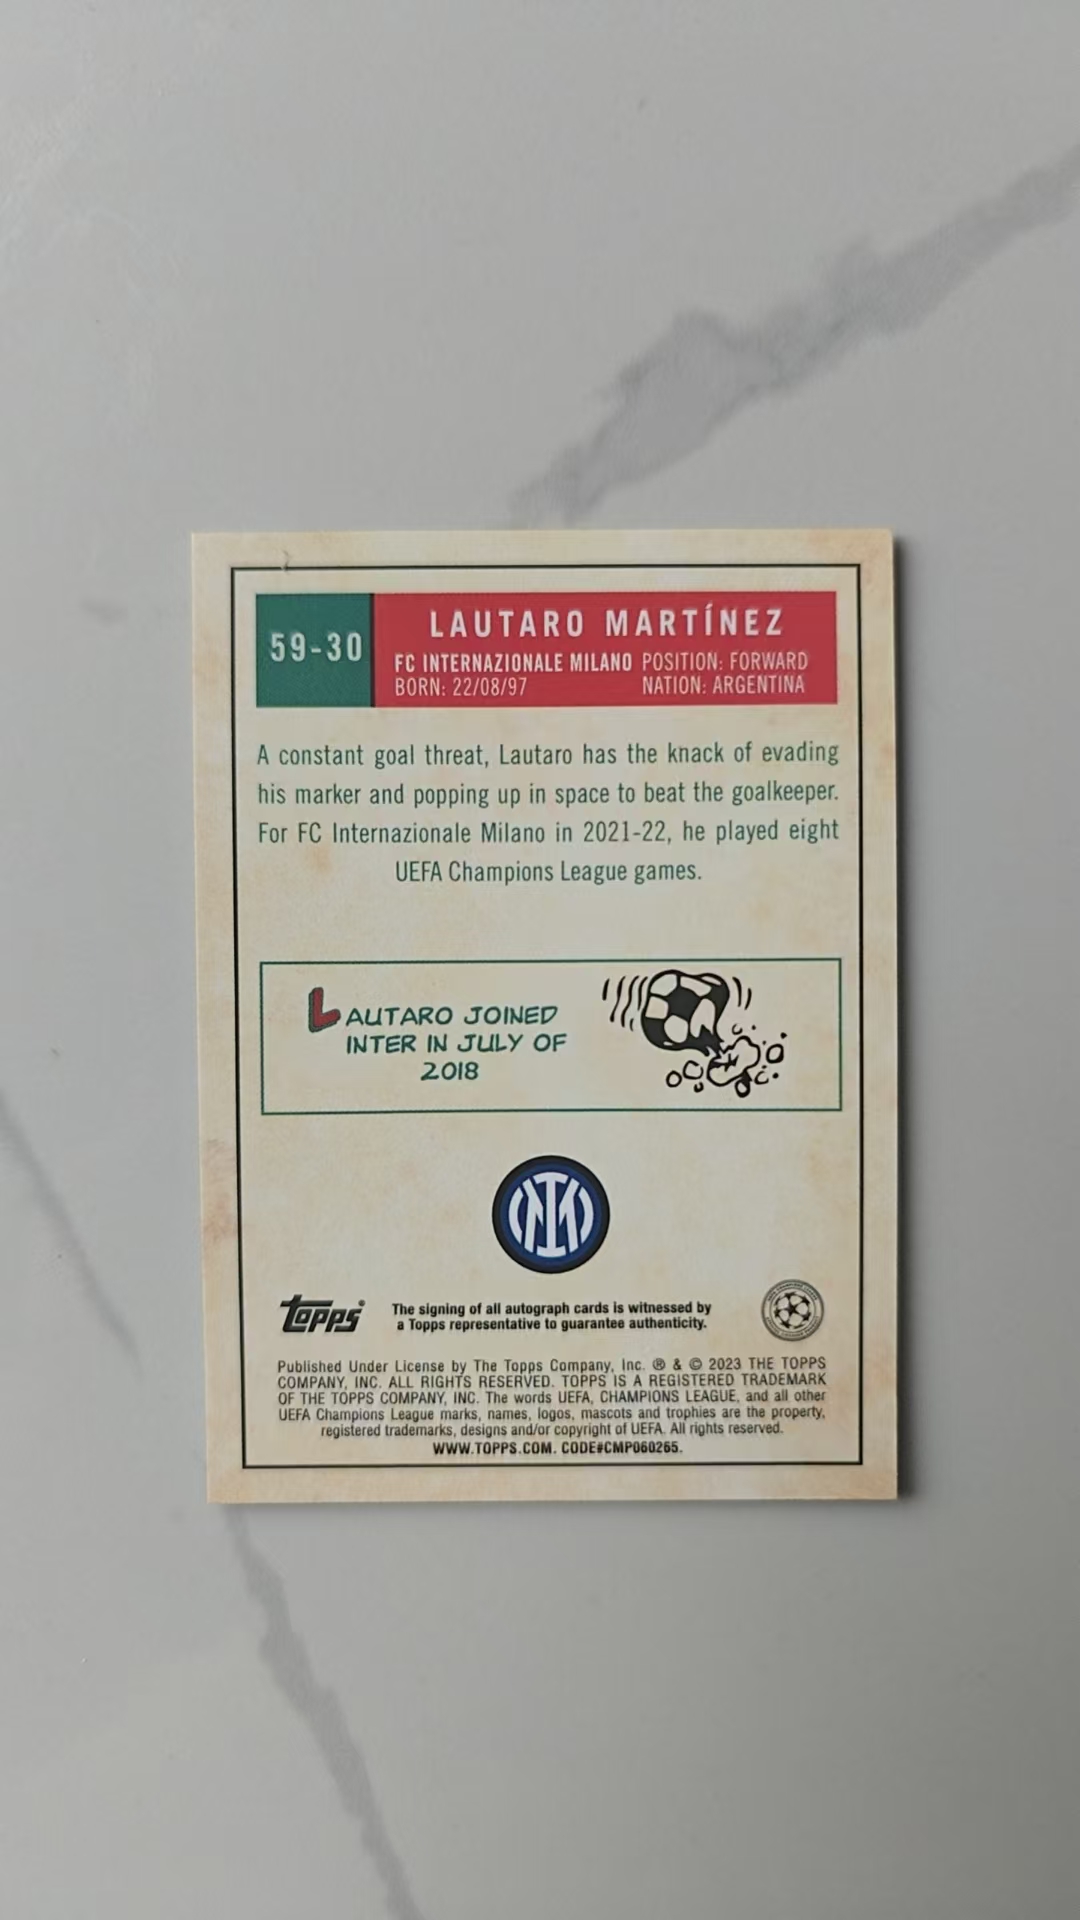 59-30
LAUTARO MARTÍNEZ
FC INTERNAZIONALE MILANO POSITION: FORWARD
BORN: 22/08/97 NATION: ARGENTINA
A constant goal threat, Lautaro has the knack of evading
his marker and popping up in space to beat the goalkeeper.
For FC Internazionale Milano in 2021-22, he played eight
UEFA Champions League games.
LAUTARO JOINED
INTER IN JULY OF
2018
topps®
The signing of all autograph cards is witnessed by
a Topps representative to guarantee authenticity.
Published Under License by The Topps Company, Inc. ® & © 2023 THE TOPPS
COMPANY, INC. ALL RIGHTS RESERVED. TOPPS IS A REGISTERED TRADEMARK
OF THE TOPPS COMPANY, INC. The words UEFA, CHAMPIONS LEAGUE, and all other
UEFA Champions League marks, names, logos, mascots and trophies are the property,
registered trademarks, designs and/or copyright of UEFA. All rights reserved.
WWW.TOPPS.COM. CODE#CMP060265.